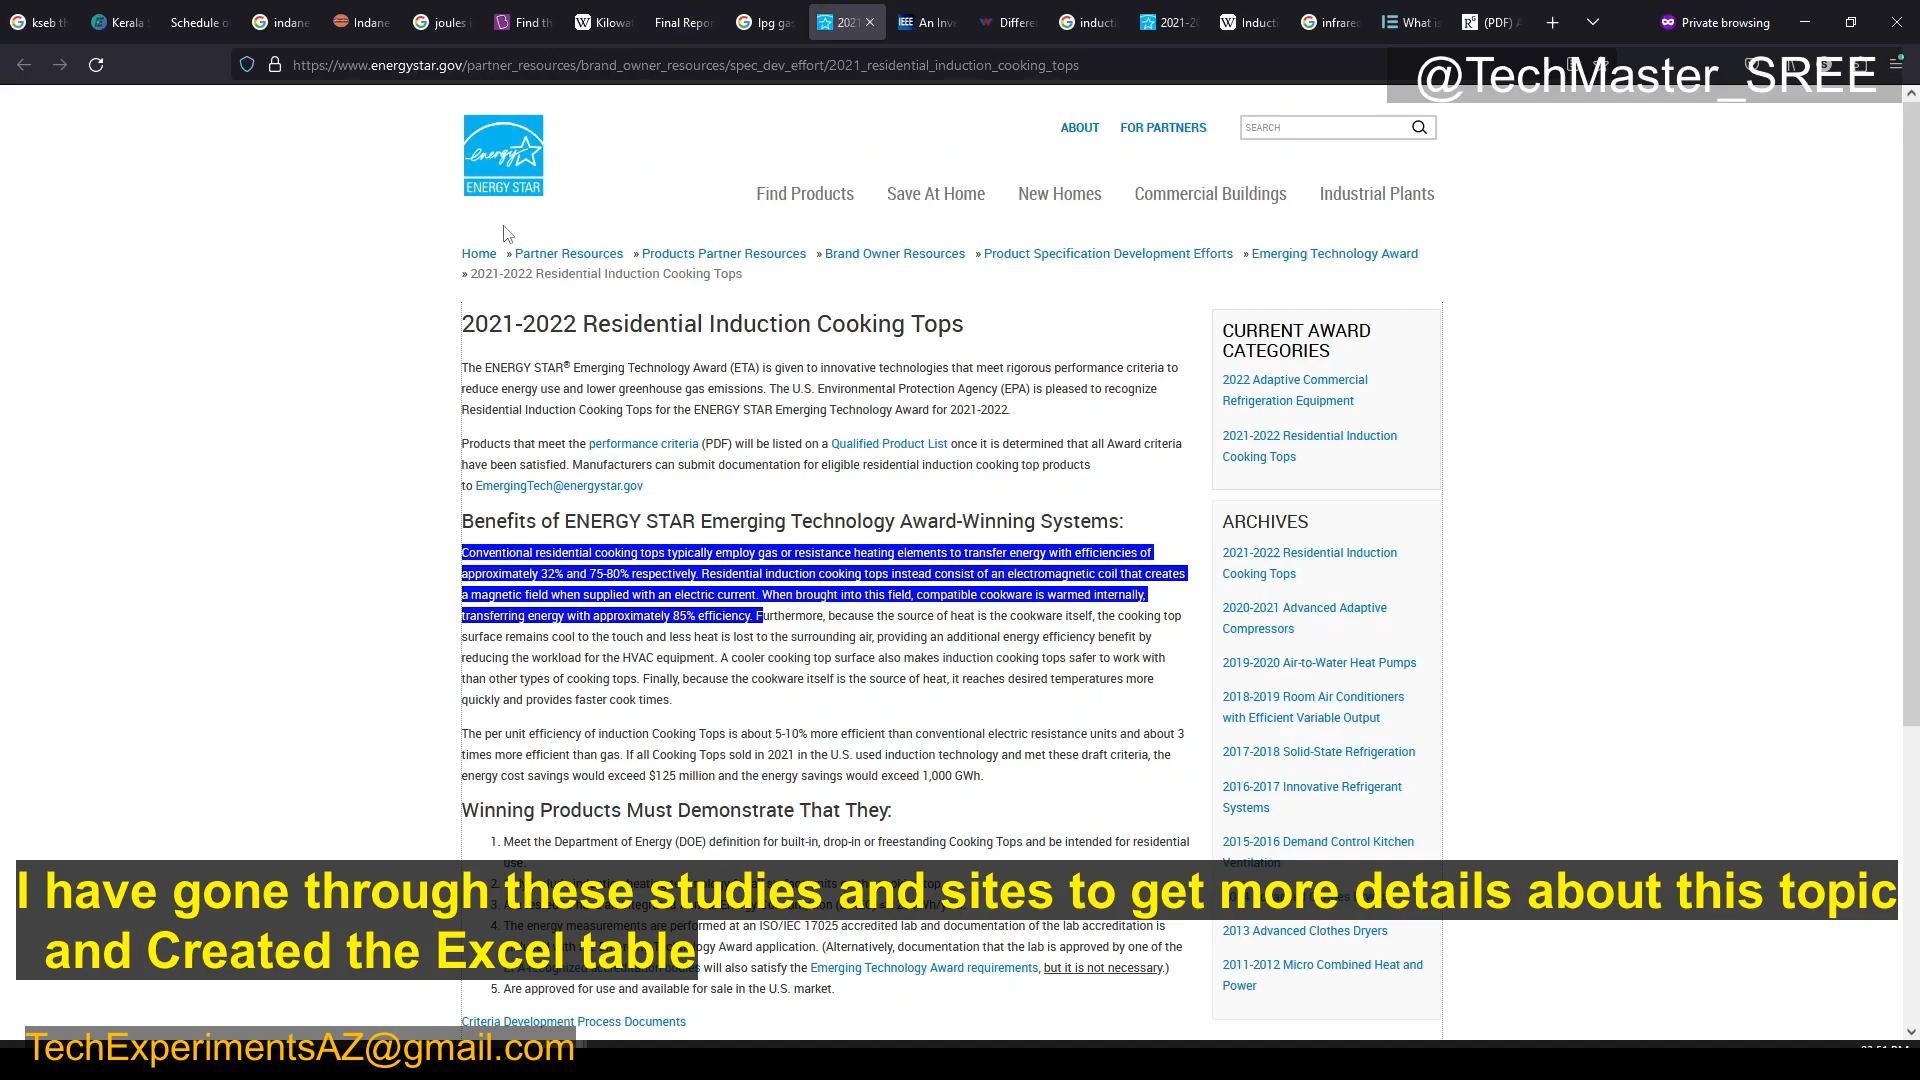 kseb th
Kerala S
Schedule of
indane
Indane
joules i
Find th
Kilowa
Final Repo
lpg ga
2021
An Inve
Differe
inducti
2021-20
Inducti
infrare
What i
(PDF) A
Private browsing
https://www.energystar.gov/partner_resources/brand_owner_resources/spec_dev_effort/2021_residential_induction_cooking_tops
@TechMaster_SREE
ABOUT
FOR PARTNERS
SEARCH
energy
ENERGY STAR
Find Products
Save At Home
New Homes
Commercial Buildings
Industrial Plants
Home » Partner Resources » Products Partner Resources » Brand Owner Resources » Product Specification Development Efforts » Emerging Technology Award
» 2021-2022 Residential Induction Cooking Tops
2021-2022 Residential Induction Cooking Tops
The ENERGY STAR® Emerging Technology Award (ETA) is given to innovative technologies that meet rigorous performance criteria to
reduce energy use and lower greenhouse gas emissions. The U.S. Environmental Protection Agency (EPA) is pleased to recognize
Residential Induction Cooking Tops for the ENERGY STAR Emerging Technology Award for 2021-2022.
Products that meet the performance criteria (PDF) will be listed on a Qualified Product List once it is determined that all Award criteria
have been satisfied. Manufacturers can submit documentation for eligible residential induction cooking top products
to EmergingTech@energystar.gov
Benefits of ENERGY STAR Emerging Technology Award-Winning Systems:
Conventional residential cooking tops typically employ gas or resistance heating elements to transfer energy with efficiencies of
approximately 32% and 75-80% respectively. Residential induction cooking tops instead consist of an electromagnetic coil that creates
a magnetic field when supplied with an electric current. When brought into this field, compatible cookware is warmed internally,
transferring energy with approximately 85% efficiency. Furthermore, because the source of heat is the cookware itself, the cooking top
surface remains cool to the touch and less heat is lost to the surrounding air, providing an additional energy efficiency benefit by
reducing the workload for the HVAC equipment. A cooler cooking top surface also makes induction cooking tops safer to work with
than other types of cooking tops. Finally, because the cookware itself is the source of heat, it reaches desired temperatures more
quickly and provides faster cook times.
The per unit efficiency of induction Cooking Tops is about 5-10% more efficient than conventional electric resistance units and about 3
times more efficient than gas. If all Cooking Tops sold in 2021 in the U.S. used induction technology and met these draft criteria, the
energy cost savings would exceed $125 million and the energy savings would exceed 1,000 GWh.
Winning Products Must Demonstrate That They:
1. Meet the Department of Energy (DOE) definition for built-in, drop-in or freestanding Cooking Tops and be intended for residential
use.
4. The energy measurements are performed at an ISO/IEC 17025 accredited lab and documentation of the lab accreditation is
Award application. (Alternatively, documentation that the lab is approved by one of the
will also satisfy the Emerging Technology Award requirements, but it is not necessary.)
5. Are approved for use and available for sale in the U.S. market.
Criteria Development Process Documents
CURRENT AWARD
CATEGORIES
2022 Adaptive Commercial
Refrigeration Equipment
2021-2022 Residential Induction
Cooking Tops
ARCHIVES
2021-2022 Residential Induction
Cooking Tops
2020-2021 Advanced Adaptive
Compressors
2019-2020 Air-to-Water Heat Pumps
2018-2019 Room Air Conditioners
with Efficient Variable Output
2017-2018 Solid-State Refrigeration
2016-2017 Innovative Refrigerant
Systems
2015-2016 Demand Control Kitchen
Ventilation
2013 Advanced Clothes Dryers
2011-2012 Micro Combined Heat and
Power
I have gone through these studies and sites to get more details about this topic
and Created the Excel table
TechExperimentsAZ@gmail.com